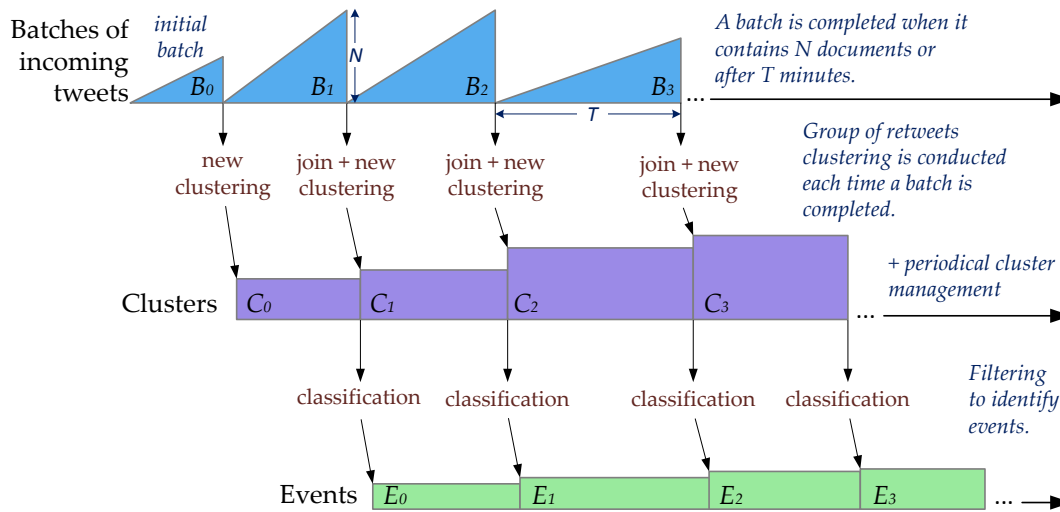 Batches of
incoming
tweets
initial
batch
B0
B1
N
B2
T
B3
...
A batch is completed when it
contains N documents or
after T minutes.
new
clustering
join + new
clustering
join + new
clustering
join + new
clustering
Group of retweets
clustering is conducted
each time a batch is
completed.
Clusters
C0
C1
C2
C3
...
+ periodical cluster
management
classification
classification
classification
classification
Filtering
to identify
events.
Events
E0
E1
E2
E3
...